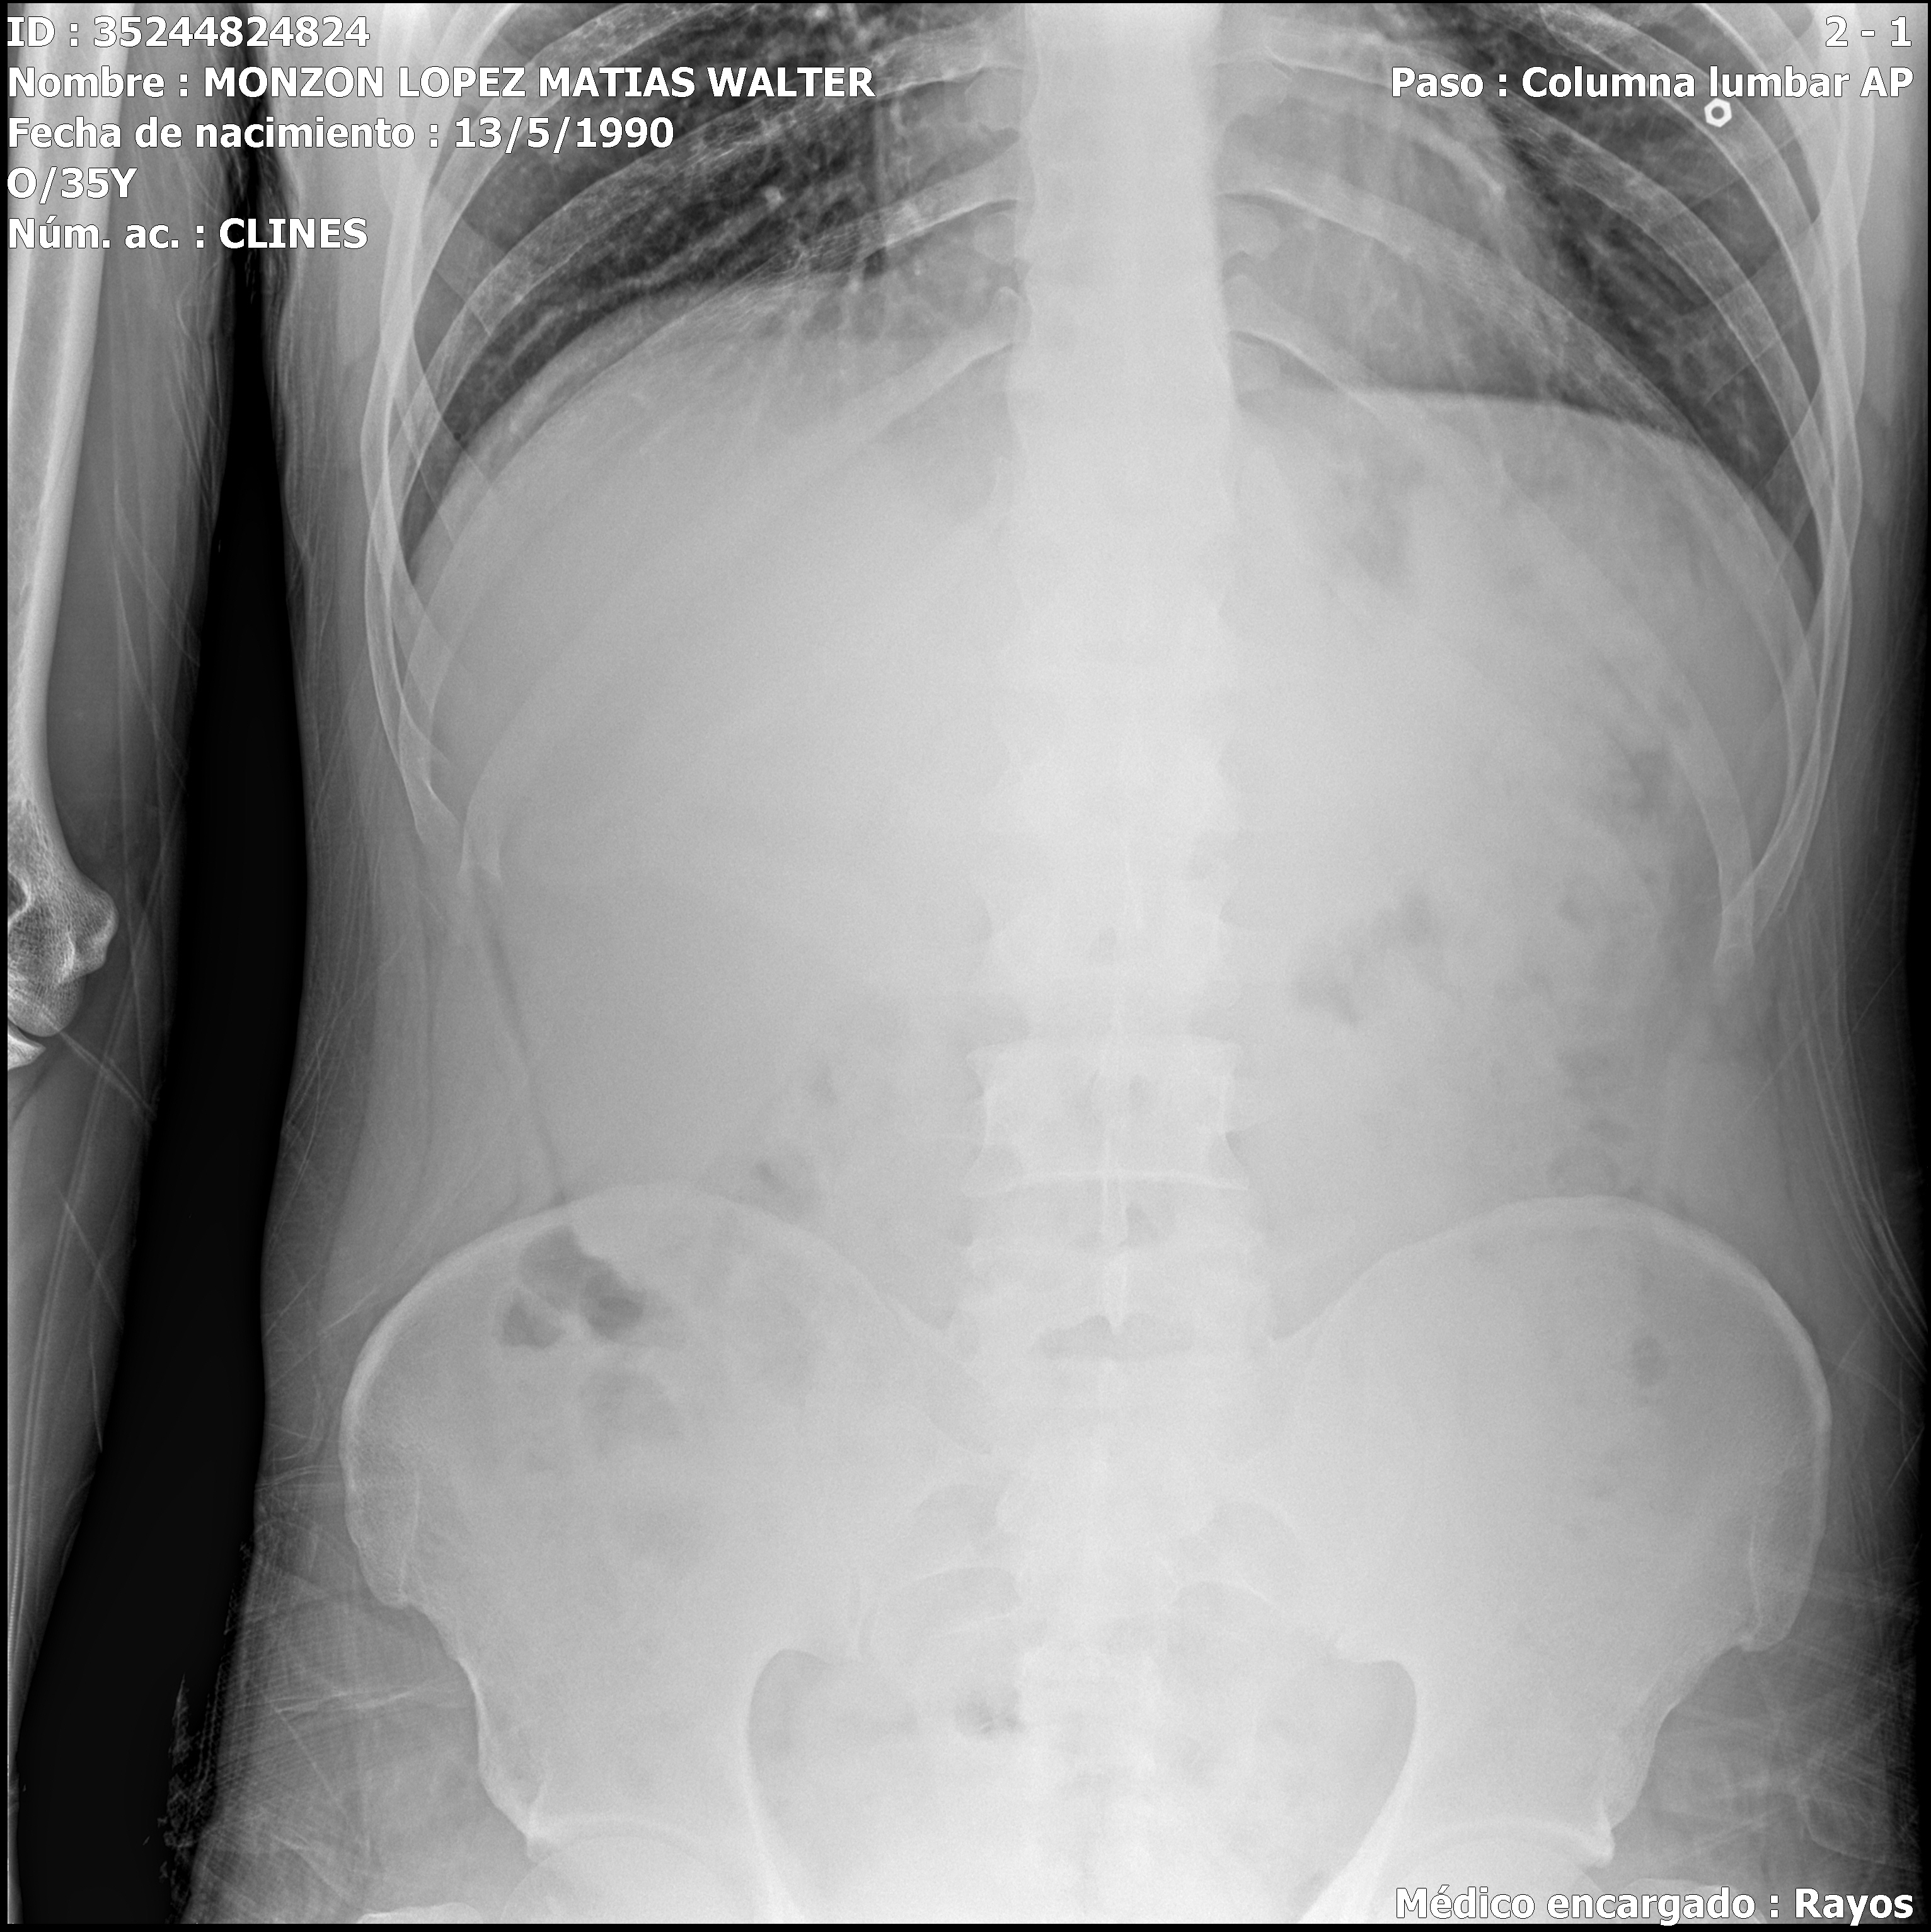 ID : 35244824824
2 - 1
Nombre : MONZON LOPEZ MATIAS WALTER
Paso : Columna lumbar AP
Fecha de nacimiento : 13/5/1990
O/35Y
Núm. ac. : CLINES
Médico encargado : Rayos